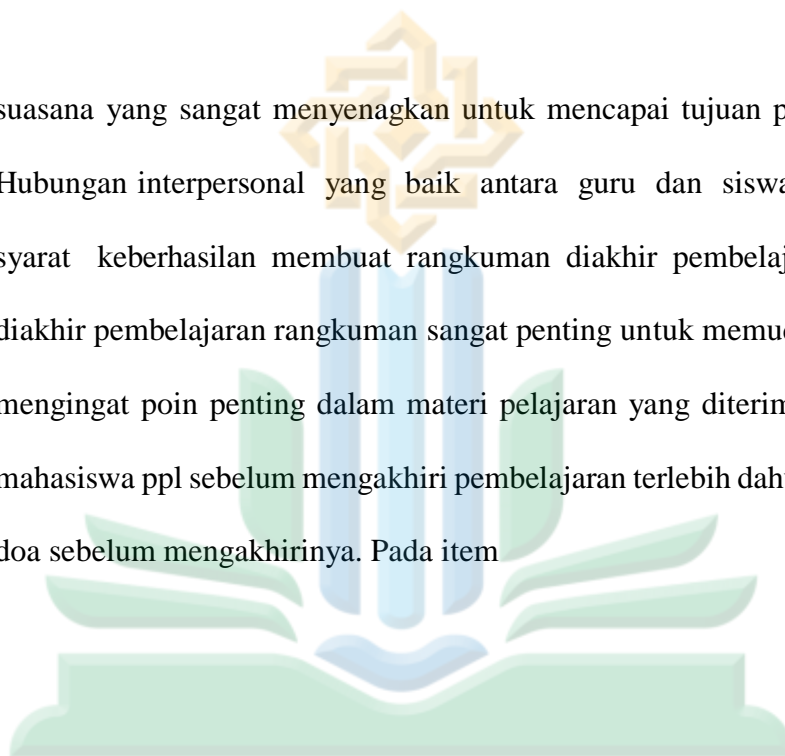 suasana yang sangat menyenagkan untuk mencapai tujuan p
Hubungan interpersonal yang baik antara guru dan siswa
syarat keberhasilan membuat rangkuman diakhir pembelaj
diakhir pembelajaran rangkuman sangat penting untuk memu
mengingat poin penting dalam materi pelajaran yang diterim
mahasiswa ppl sebelum mengakhiri pembelajaran terlebih dah
doa sebelum mengakhirinya. Pada item